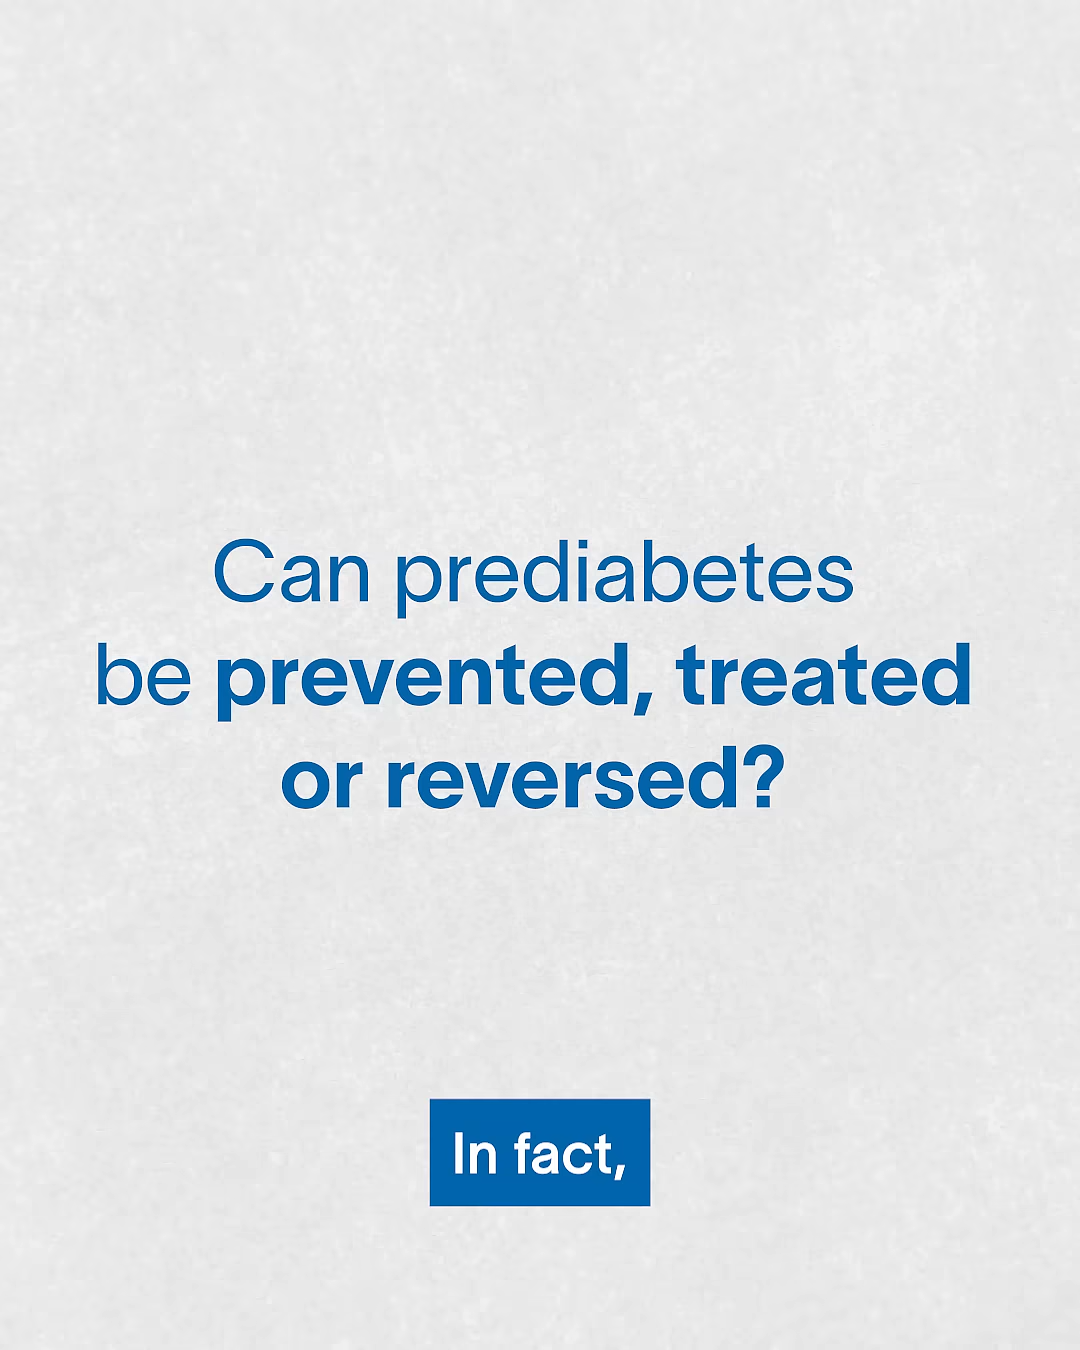 Can prediabetes
be prevented, treated
or reversed?
In fact,